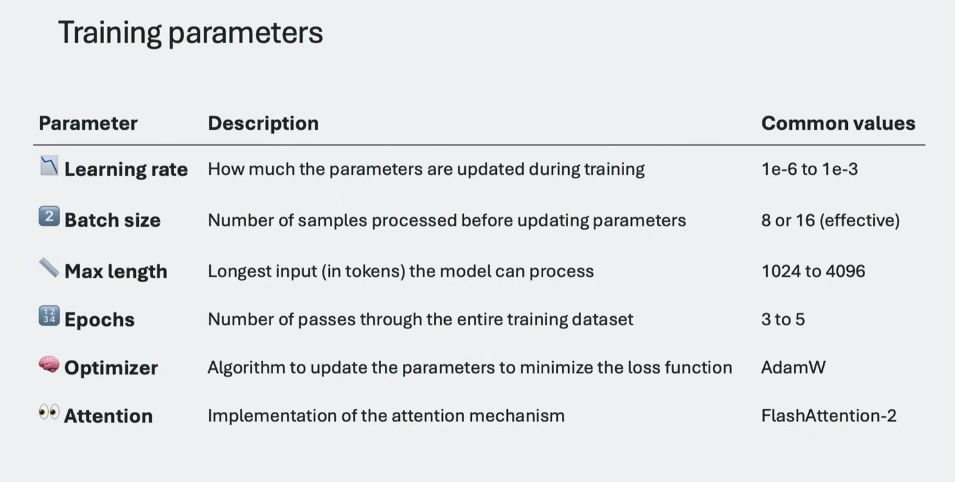 Training parameters
Parameter Description Common values
Learning rate How much the parameters are updated during training 1e-6 to 1e-3
2 Batch size Number of samples processed before updating parameters 8 or 16 (effective)
Max length Longest input (in tokens) the model can process 1024 to 4096
1234 Epochs Number of passes through the entire training dataset 3 to 5
Optimizer Algorithm to update the parameters to minimize the loss function AdamW
Attention Implementation of the attention mechanism FlashAttention-2